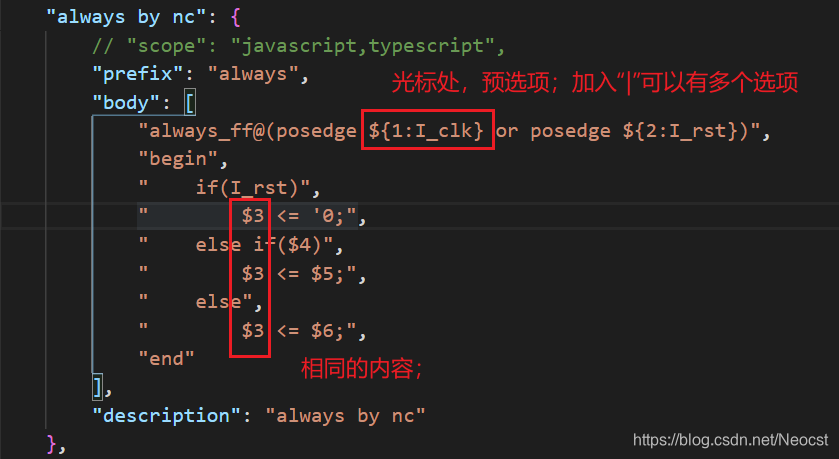 "always by nc": {
// "scope": "javascript,typescript",
"prefix": "always",
光标处，预选项；加入“|”可以有多个选项
"body": [
"always_ff@(posedge ${1:I_clk} or posedge ${2:I_rst})",
"begin",
"    if(I_rst)",
"        $3 <= '0;",
"    else if($4)",
"        $3 <= $5;",
"    else",
"        $3 <= $6;",
"end"
相同的内容；
],
"description": "always by nc"
},
https://blog.csdn.net/Neocst